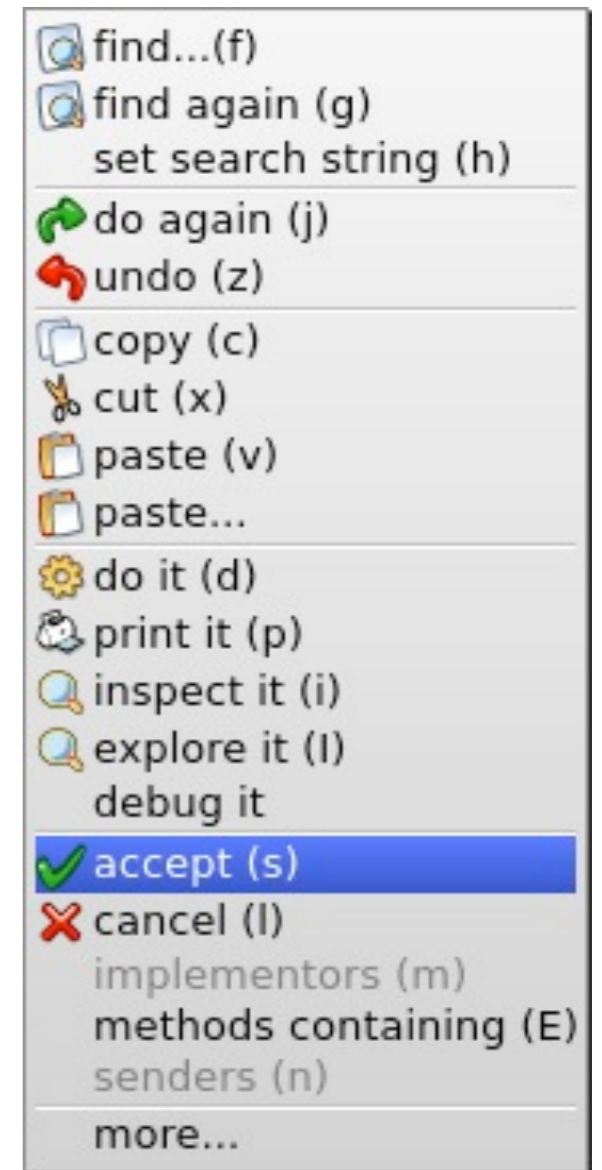 find...(f)
find again (g)
set search string (h)
do again (j)
undo (z)
copy (c)
cut (x)
paste (v)
paste...
do it (d)
print it (p)
inspect it (i)
explore it (I)
debug it
accept (s)
cancel (l)
implementors (m)
methods containing (E)
senders (n)
more...